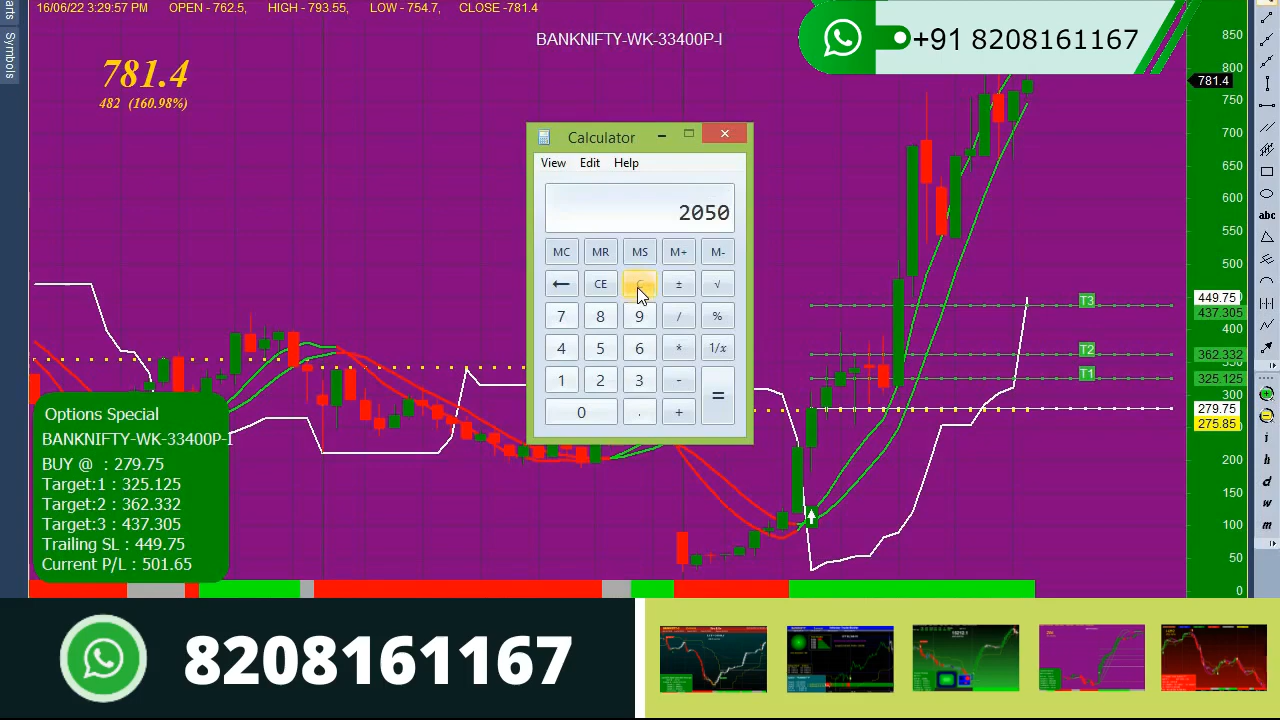 arts
Symbols
16/06/22 3:29:57 PM OPEN - 762.5, HIGH - 793.55, LOW - 754.7, CLOSE -781.4
BANKNIFTY-WK-33400P-I
+91 8208161167
781.4
482 (160.98%)
Calculator
View Edit Help
2050
MC MR MS M+ M-
← CE C ± √
7 8 9 / %
4 5 6 * 1/x
1 2 3 - =
0 . +
850
800
781.4
750
700
650
600
550
500
449.75
437.305
400
362.332
325.125
300
279.75
275.85
200
150
100
50
0
T3
T2
T1
abc
i
h
d
w
m
Options Special
BANKNIFTY-WK-33400P-I
BUY @ : 279.75
Target:1 : 325.125
Target:2 : 362.332
Target:3 : 437.305
Trailing SL : 449.75
Current P/L : 501.65
8208161167